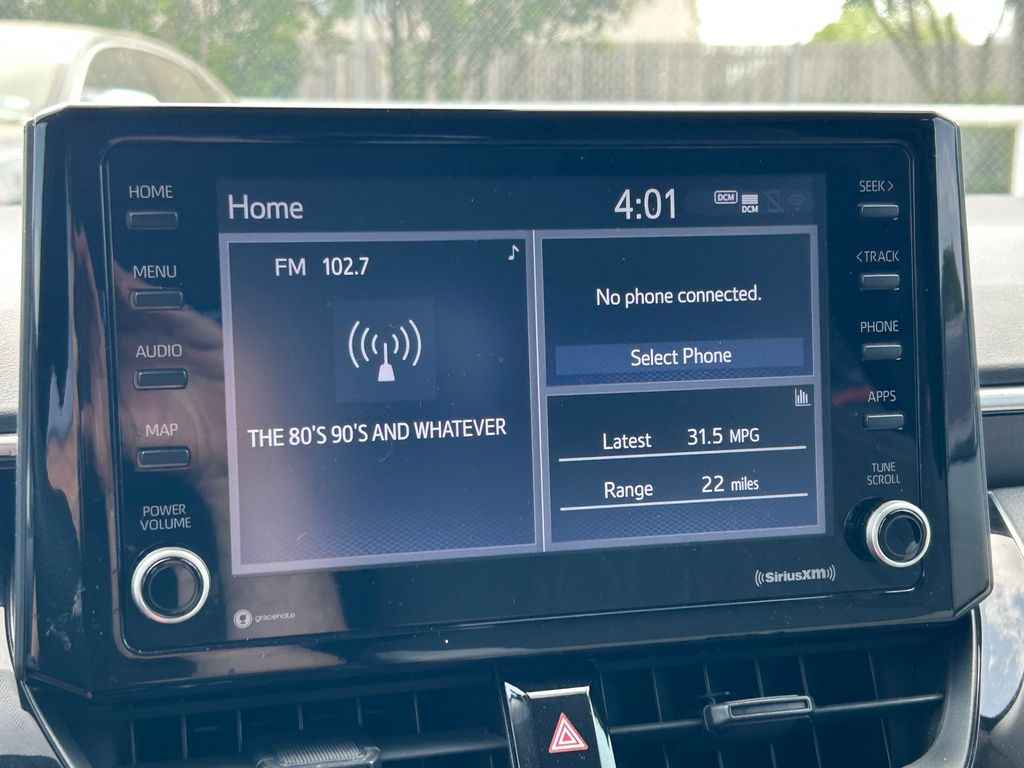 HOME
MENU
AUDIO
MAP
POWER
VOLUME
Home
4:01
DCM
DCM
FM 102.7
THE 80'S 90'S AND WHATEVER
No phone connected.
Select Phone
Latest 31.5 MPG
Range 22 miles
SEEK >
< TRACK
PHONE
APPS
TUNE
SCROLL
gracenote
((SiriusXM))